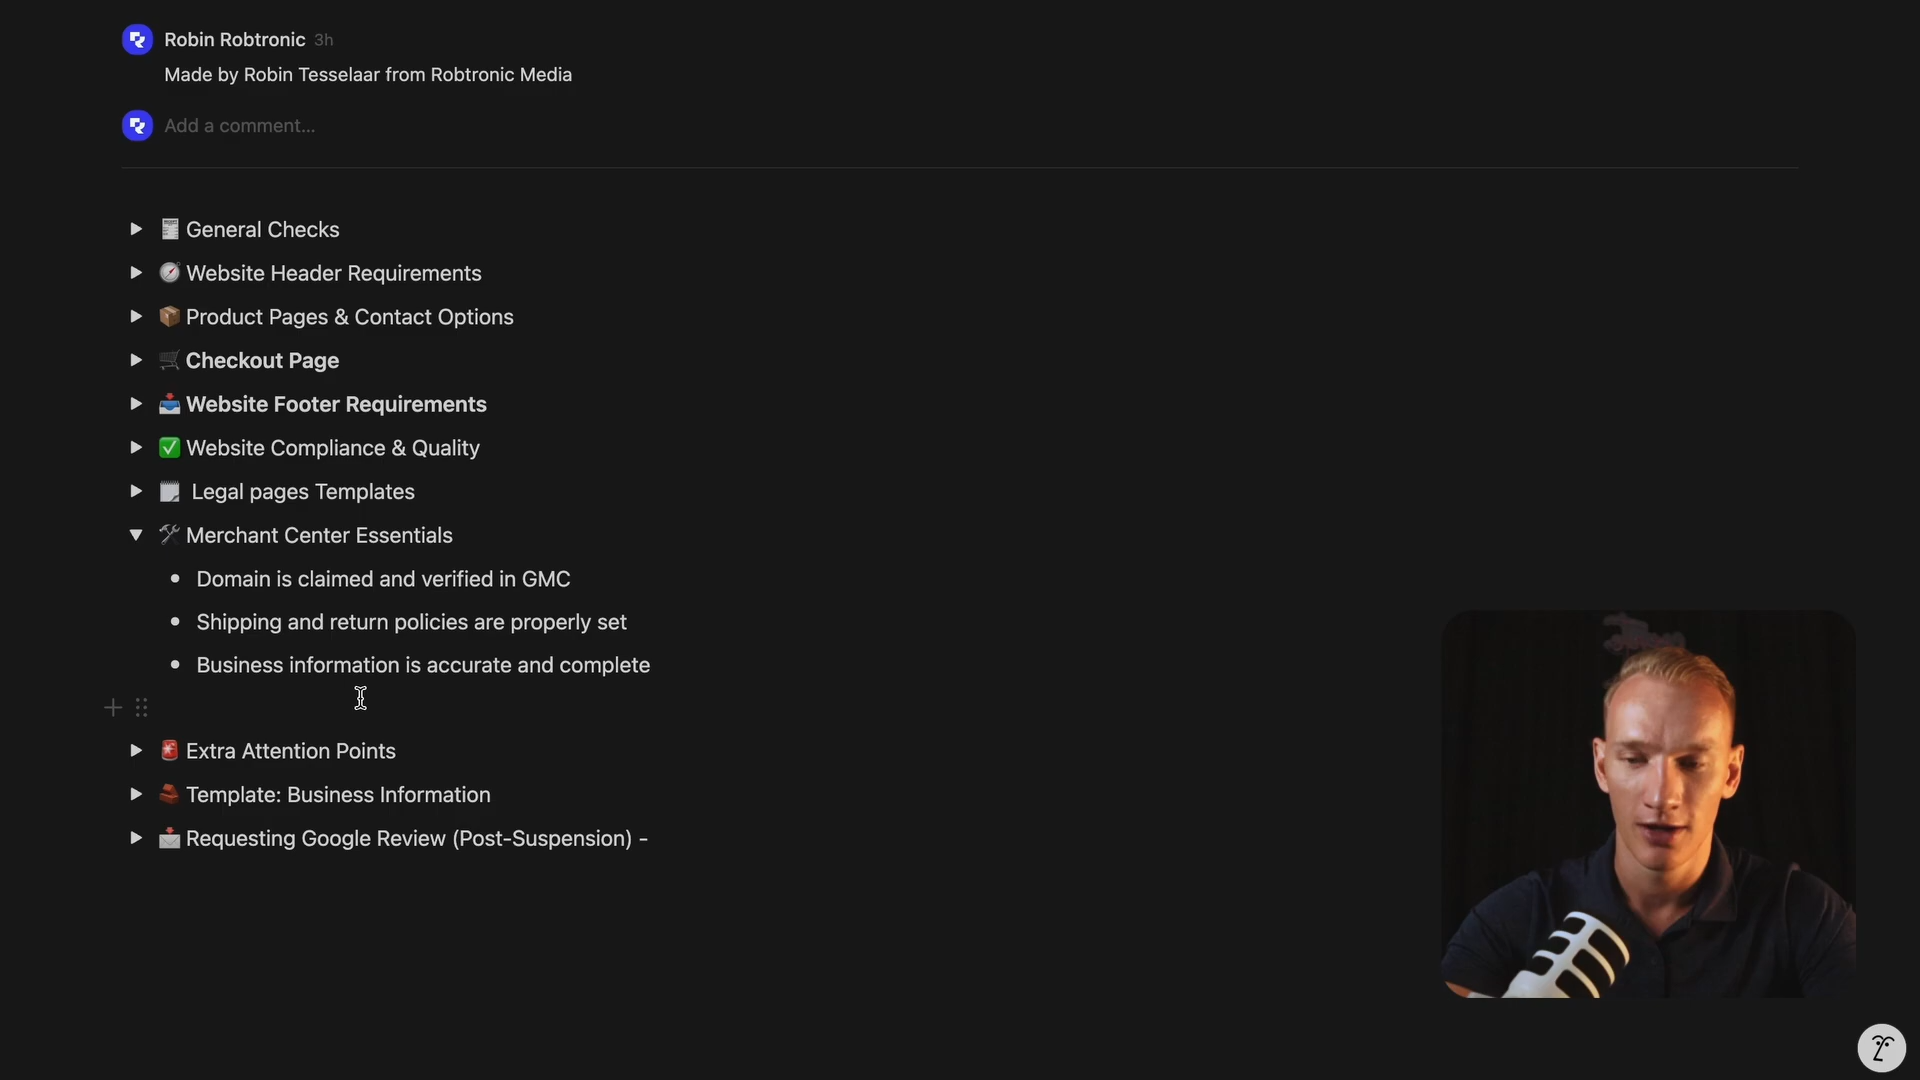 Robin Robtronic 3h
Made by Robin Tesselaar from Robtronic Media
Add a comment...
General Checks
Website Header Requirements
Product Pages & Contact Options
Checkout Page
Website Footer Requirements
Website Compliance & Quality
Legal pages Templates
Merchant Center Essentials
Domain is claimed and verified in GMC
Shipping and return policies are properly set
Business information is accurate and complete
Extra Attention Points
Template: Business Information
Requesting Google Review (Post-Suspension) -